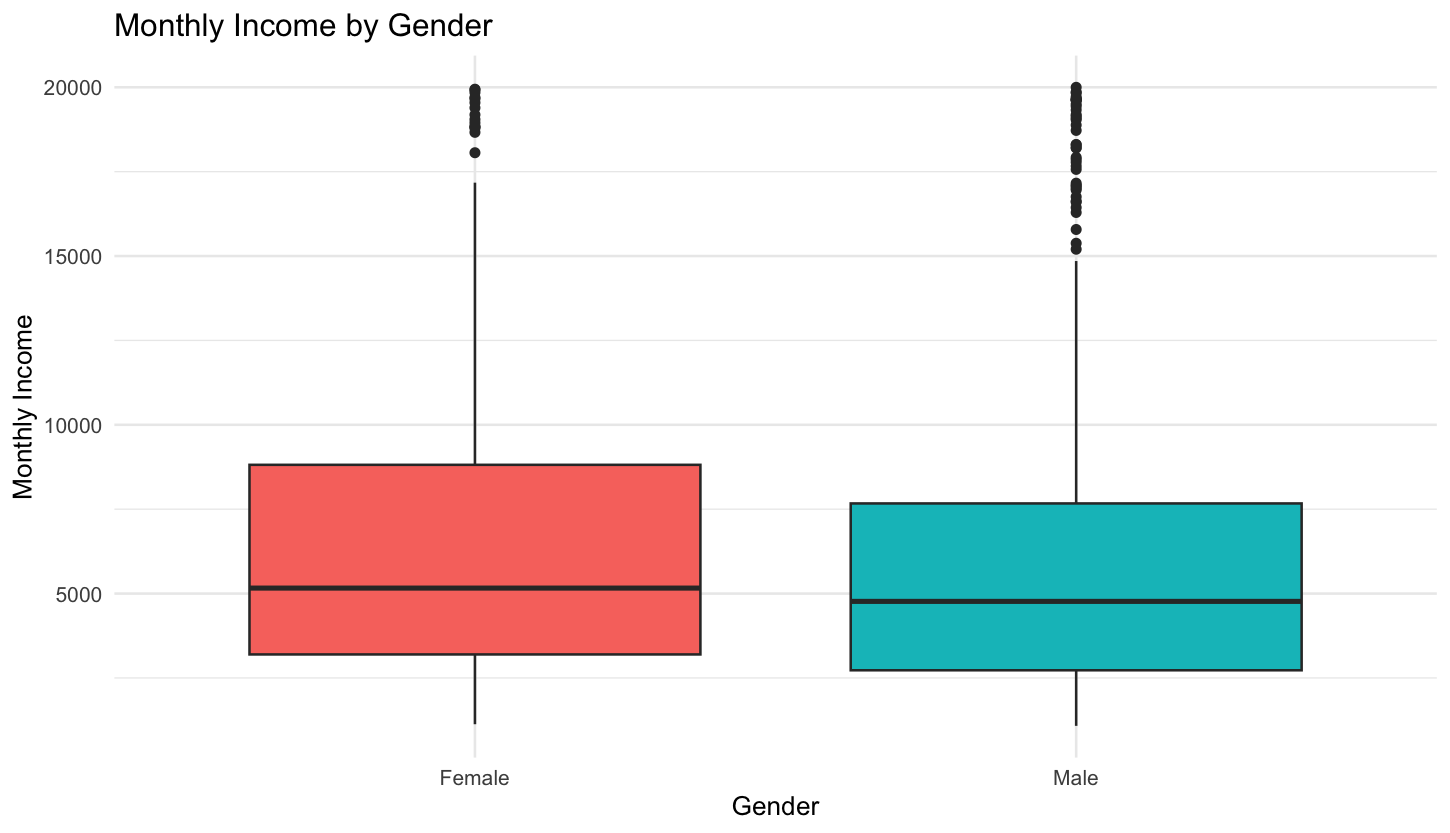 Monthly Income by Gender
20000
15000
10000
5000
Monthly Income
Female
Male
Gender